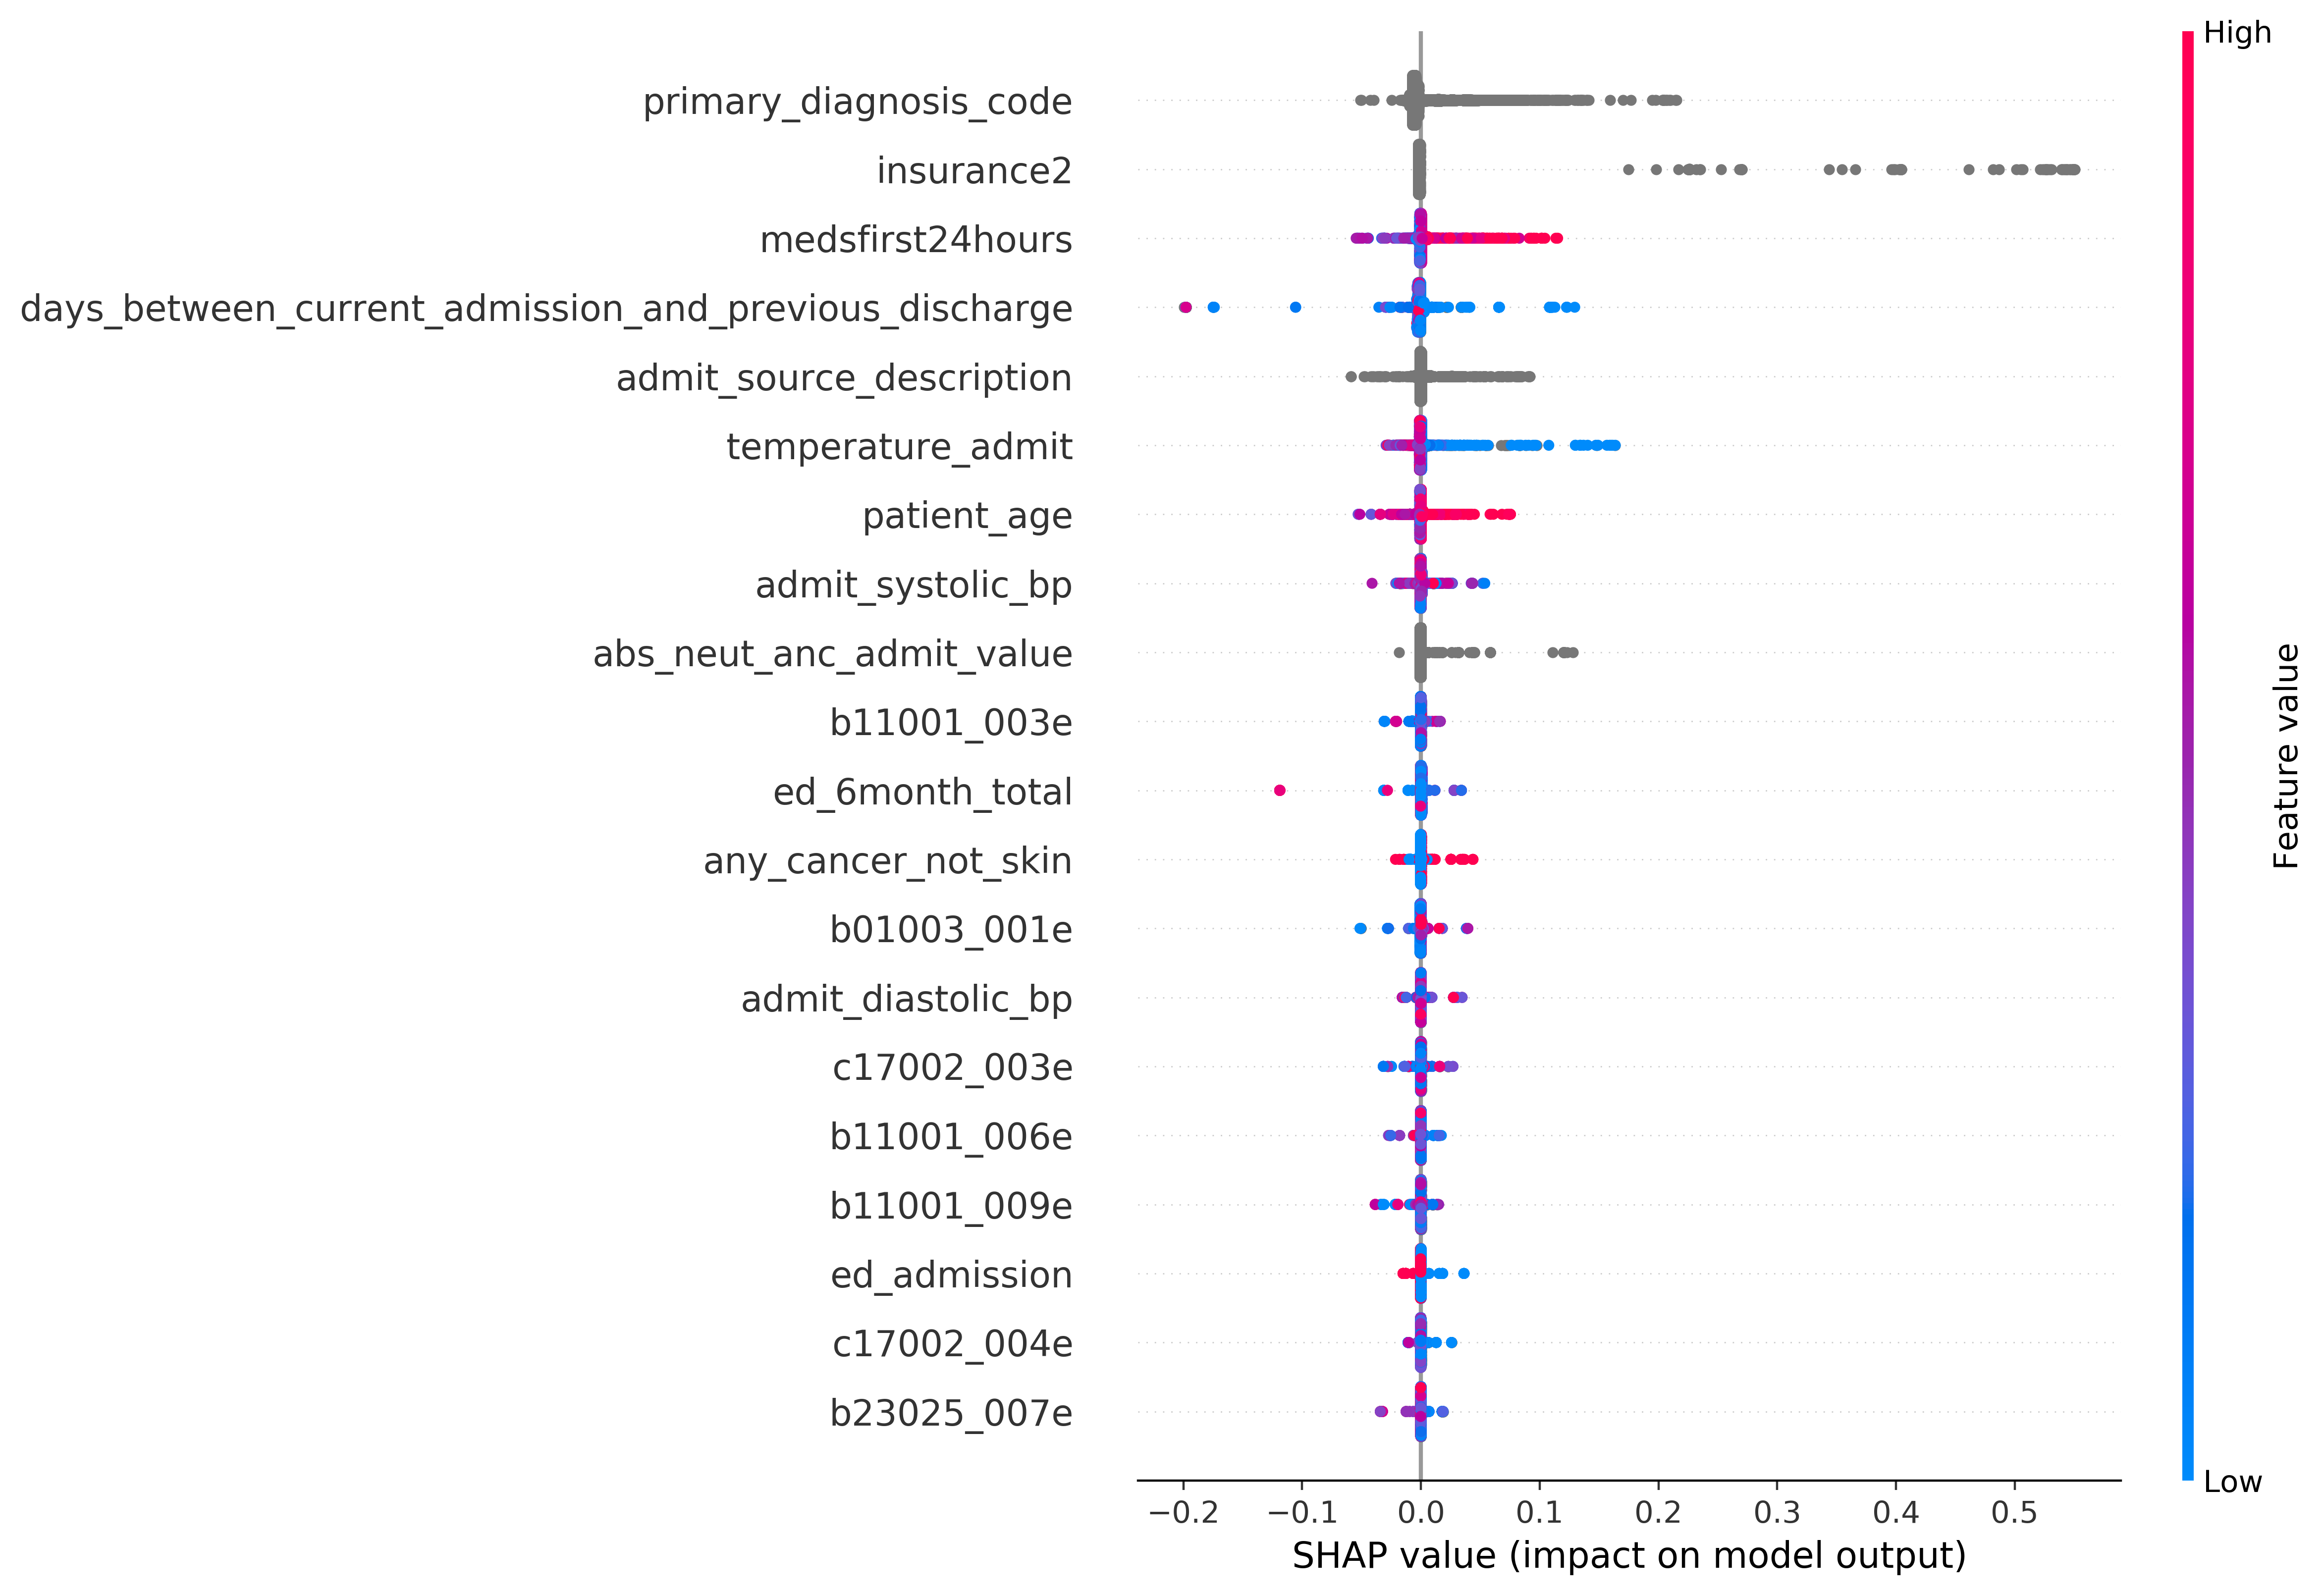 High
primary_diagnosis_code
insurance2
medsfirst24hours
days_between_current_admission_and_previous_discharge
admit_source_description
temperature_admit
patient_age
admit_systolic_bp
abs_neut_anc_admit_value
b11001_003e
ed_6month_total
any_cancer_not_skin
b01003_001e
admit_diastolic_bp
c17002_003e
b11001_006e
b11001_009e
ed_admission
c17002_004e
b23025_007e
Feature value
Low
−0.2 −0.1 0.0 0.1 0.2 0.3 0.4 0.5
SHAP value (impact on model output)